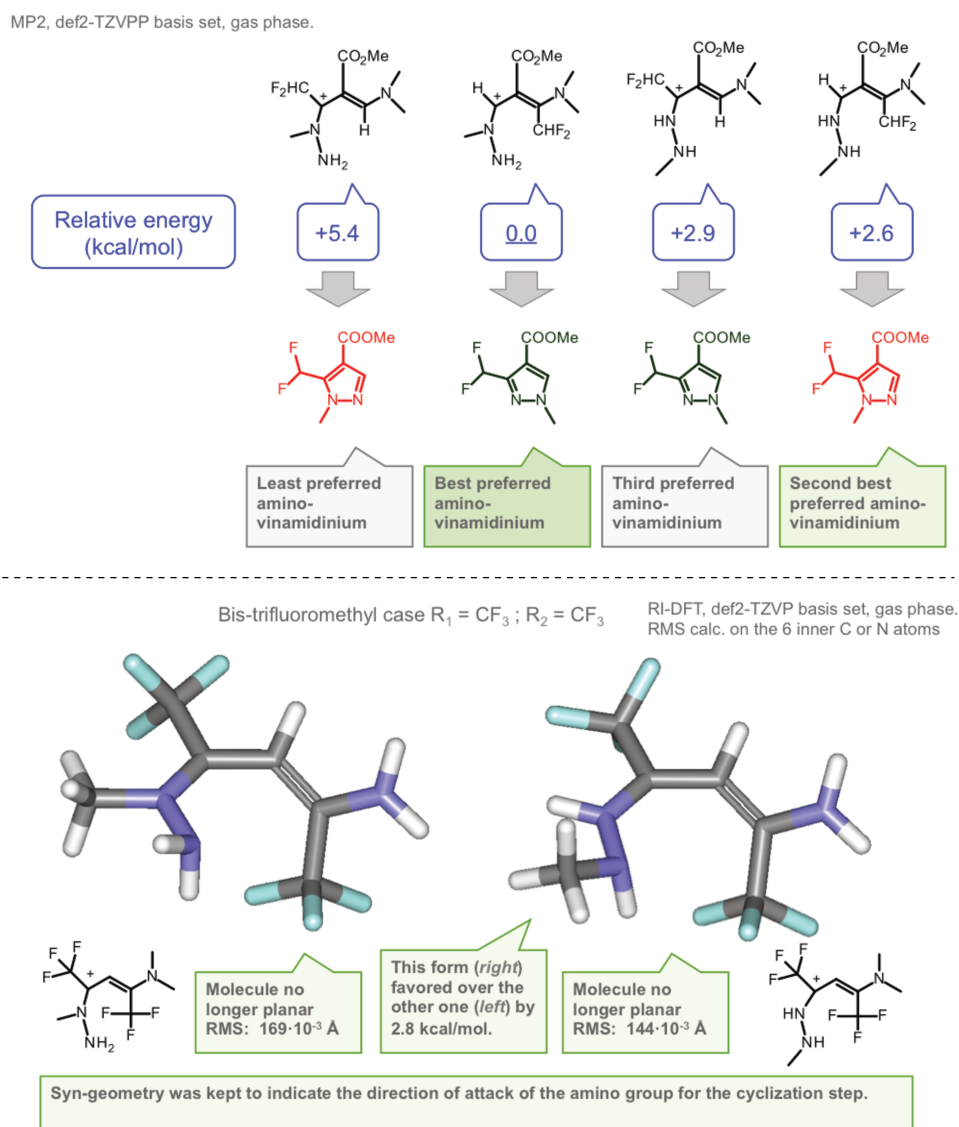 MP2, def2-TZVPP basis set, gas phase.
CO₂Me
F₂HC
+
N
H
N
NH₂
CO₂Me
H
+
N
N
CHF₂
NH₂
CO₂Me
F₂HC
+
N
HN
H
NH
CO₂Me
H
+
N
HN
CHF₂
NH
Relative energy
(kcal/mol)
+5.4
0.0
+2.9
+2.6
COOMe
F
F
N
N
COOMe
F
F
N
N
COOMe
F
F
N
N
COOMe
F
F
N
N
Least preferred
amino-
vinamidinium
Best preferred
amino-
vinamidinium
Third preferred
amino-
vinamidinium
Second best
preferred amino-
vinamidinium
Bis-trifluoromethyl case R₁ = CF₃ ; R₂ = CF₃
RI-DFT, def2-TZVP basis set, gas phase.
RMS calc. on the 6 inner C or N atoms
F
F
F
+
N
N
F
F
F
NH₂
Molecule no
longer planar
RMS: 169·10⁻³ Å
This form (right)
favored over the
other one (left) by
2.8 kcal/mol.
Molecule no
longer planar
RMS: 144·10⁻³ Å
F
F
F
+
N
HN
F
F
F
NH
Syn-geometry was kept to indicate the direction of attack of the amino group for the cyclization step.